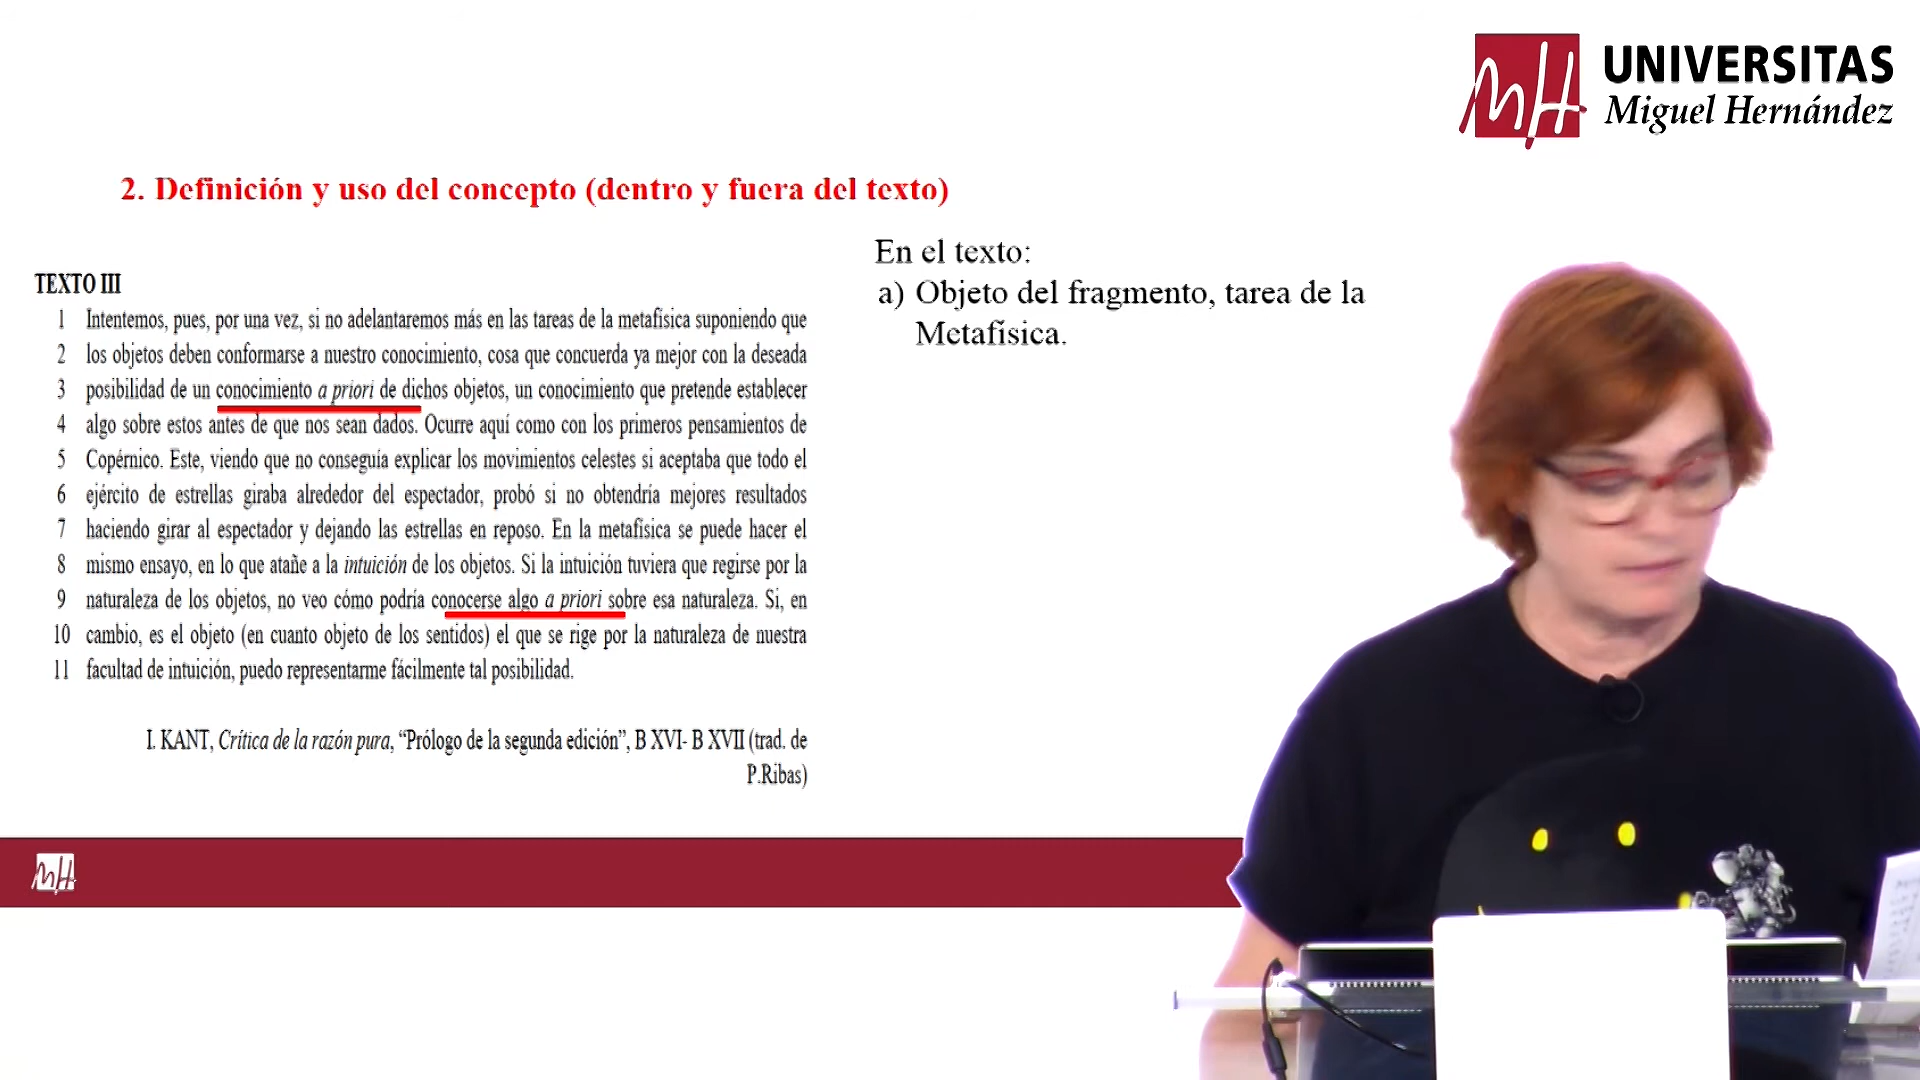 UNIVERSITAS
Miguel Hernández
2. Definición y uso del concepto (dentro y fuera del texto)
TEXTO III
1 Intentemos, pues, por una vez, si no adelantaremos más en las tareas de la metafísica suponiendo que
2 los objetos deben conformarse a nuestro conocimiento, cosa que concuerda ya mejor con la deseada
3 posibilidad de un conocimiento a priori de dichos objetos, un conocimiento que pretende establecer
4 algo sobre estos antes de que nos sean dados. Ocurre aquí como con los primeros pensamientos de
5 Copérnico. Este, viendo que no conseguía explicar los movimientos celestes si aceptaba que todo el
6 ejército de estrellas giraba alrededor del espectador, probó si no obtendría mejores resultados
7 haciendo girar al espectador y dejando las estrellas en reposo. En la metafísica se puede hacer el
8 mismo ensayo, en lo que atañe a la intuición de los objetos. Si la intuición tuviera que regirse por la
9 naturaleza de los objetos, no veo cómo podría conocerse algo a priori sobre esa naturaleza. Si, en
10 cambio, es el objeto (en cuanto objeto de los sentidos) el que se rige por la naturaleza de nuestra
11 facultad de intuición, puedo representarme fácilmente tal posibilidad.
I. KANT, Crítica de la razón pura, “Prólogo de la segunda edición”, B XVI- B XVII (trad. de
P.Ribas)
En el texto:
a) Objeto del fragmento, tarea de la
Metafísica.